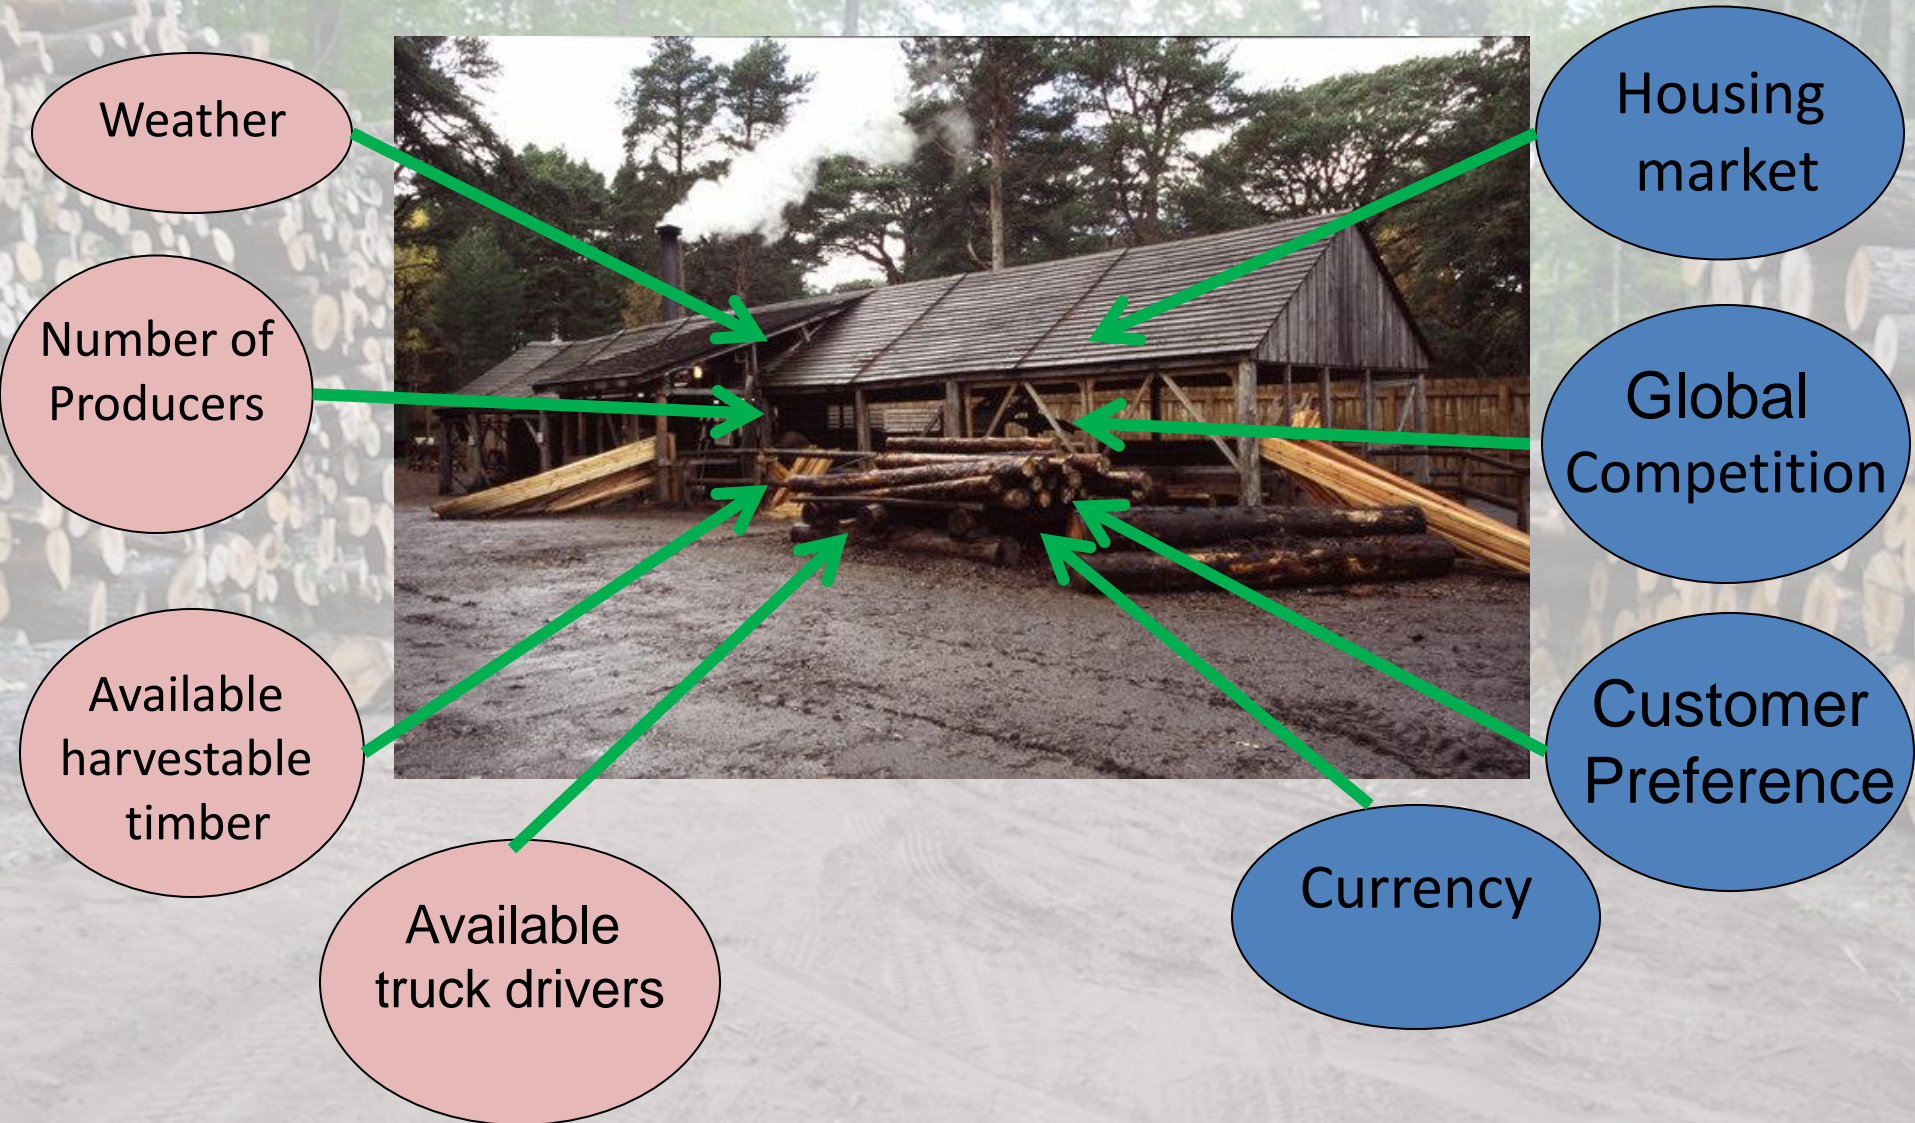 Weather
Number of
Producers
Available
harvestable
timber
Available
truck drivers
Housing
market
Global
Competition
Customer
Preference
Currency